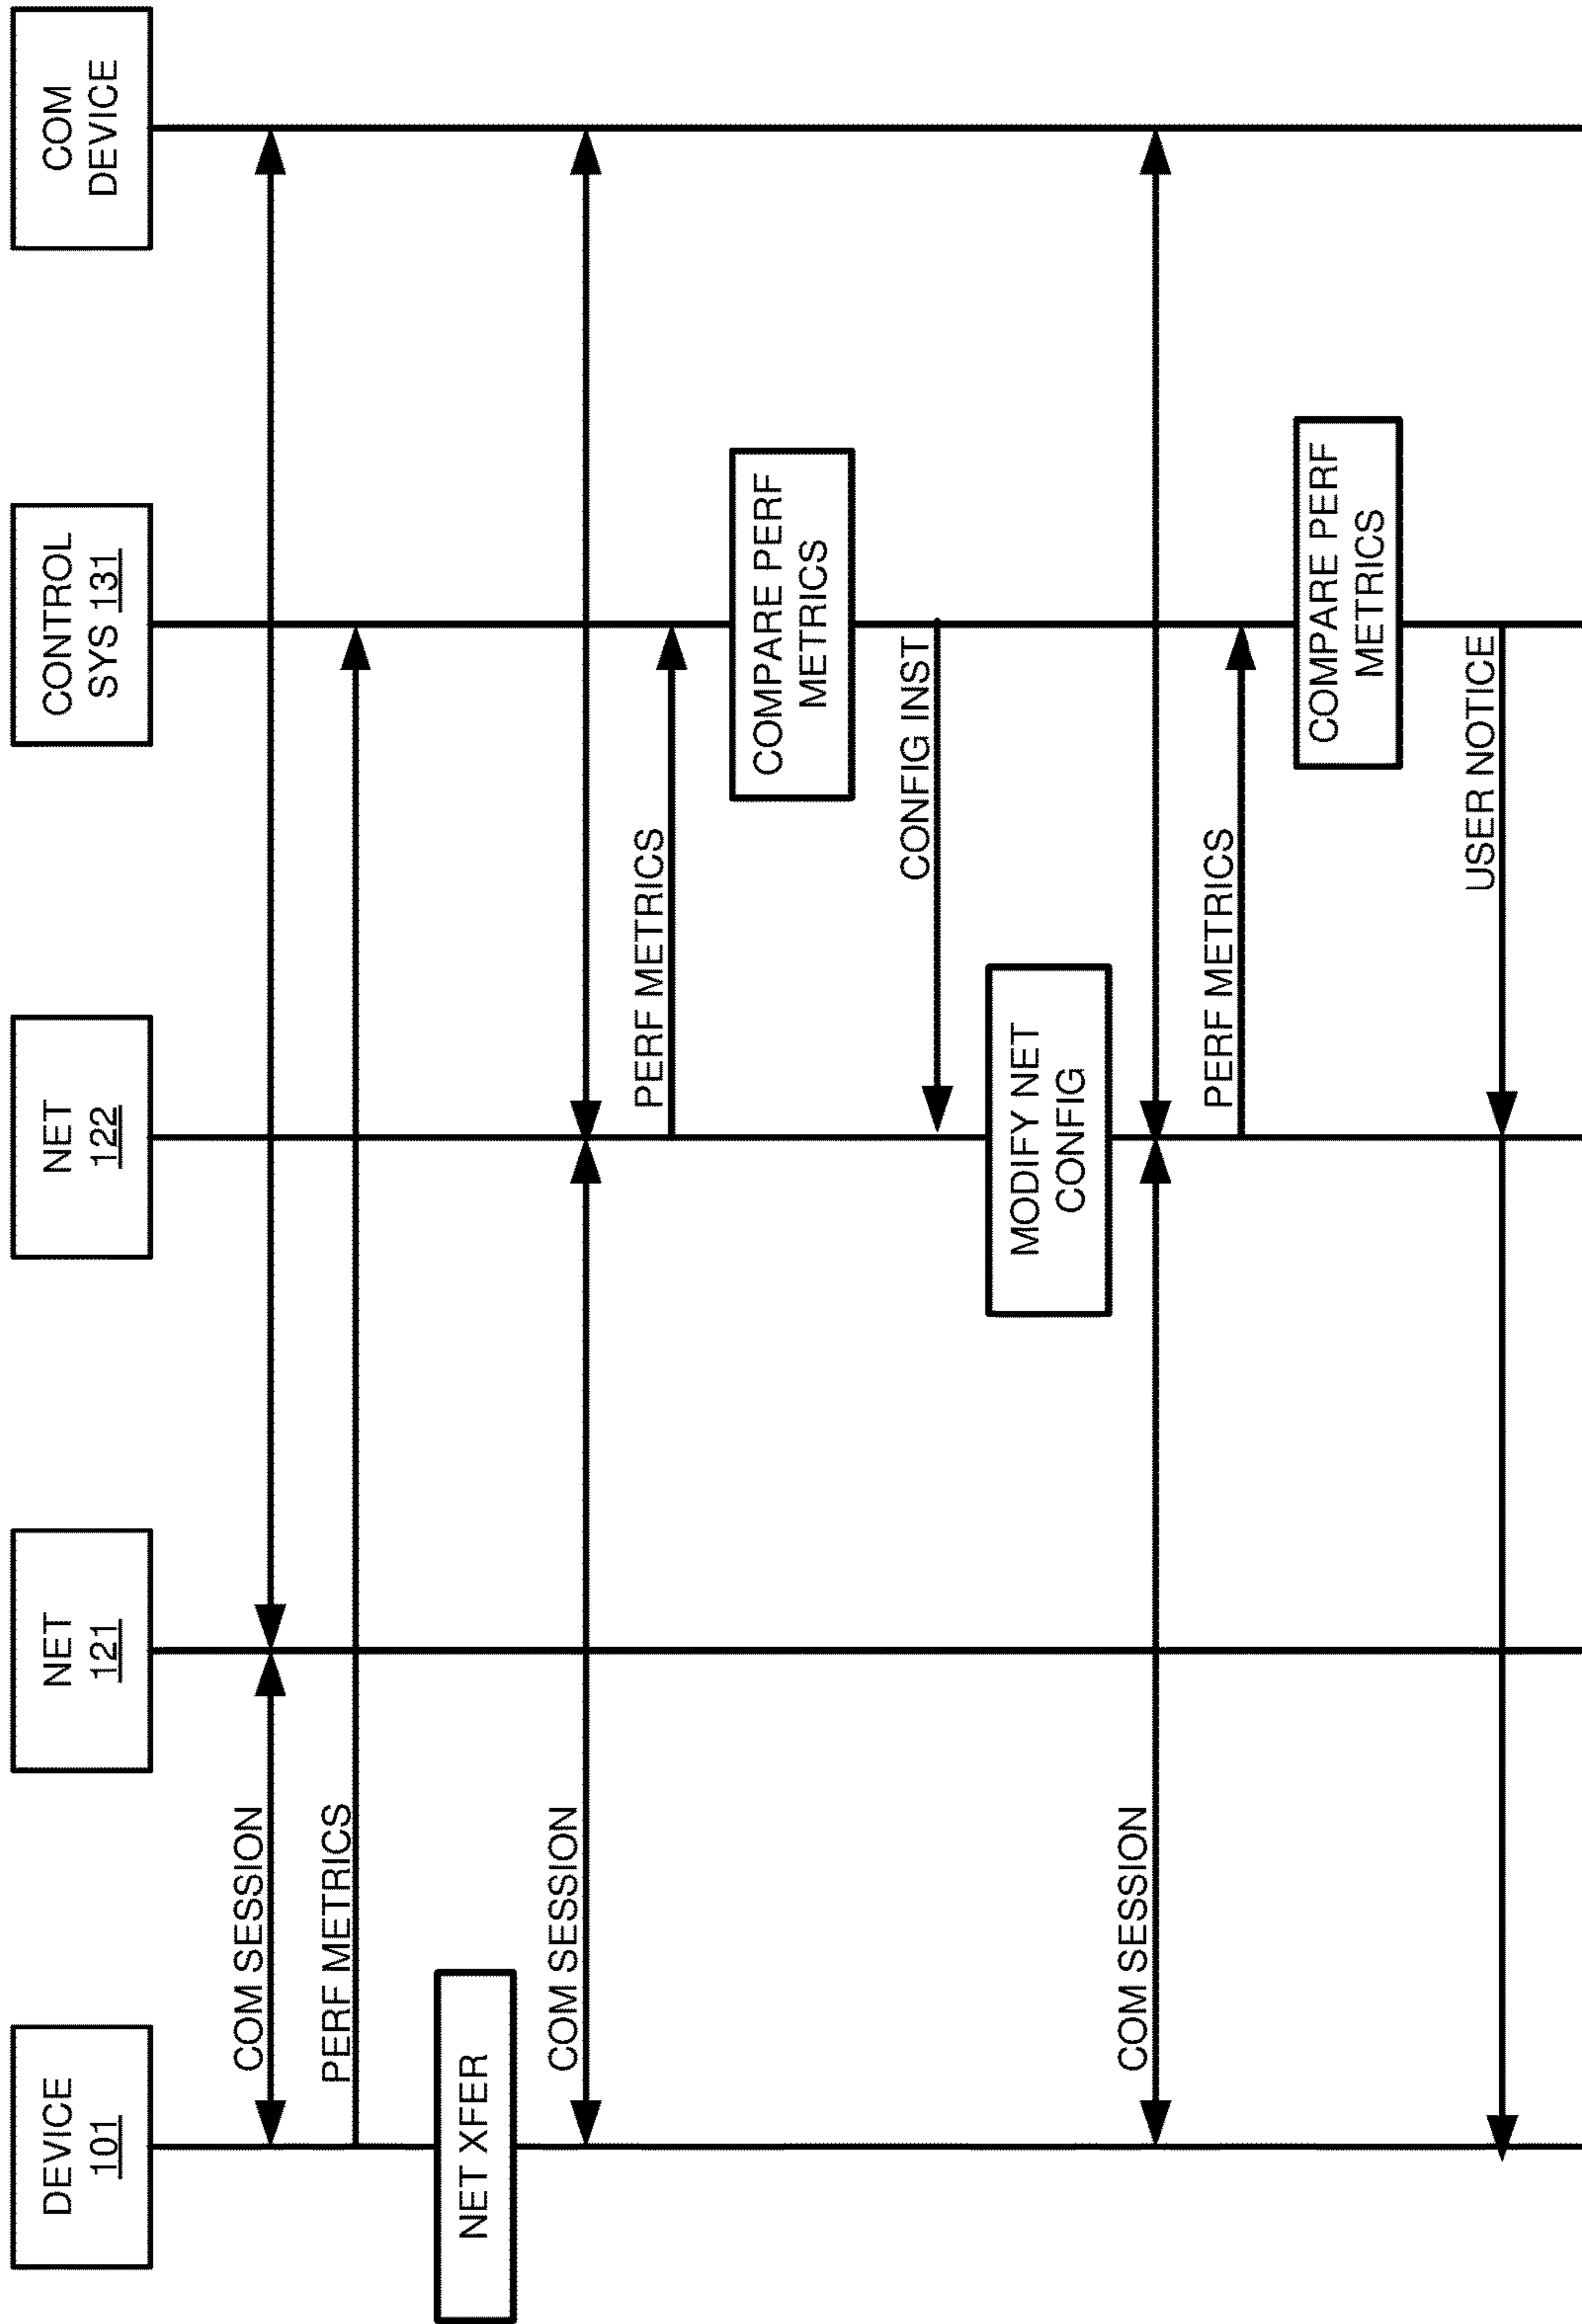 DEVICE
101
NET
121
NET
122
CONTROL
SYS 131
COM
DEVICE
COM SESSION
PERF METRICS
NET XFER
COM SESSION
PERF METRICS
COMPARE PERF
METRICS
CONFIG INST
MODIFY NET
CONFIG
COM SESSION
PERF METRICS
COMPARE PERF
METRICS
USER NOTICE